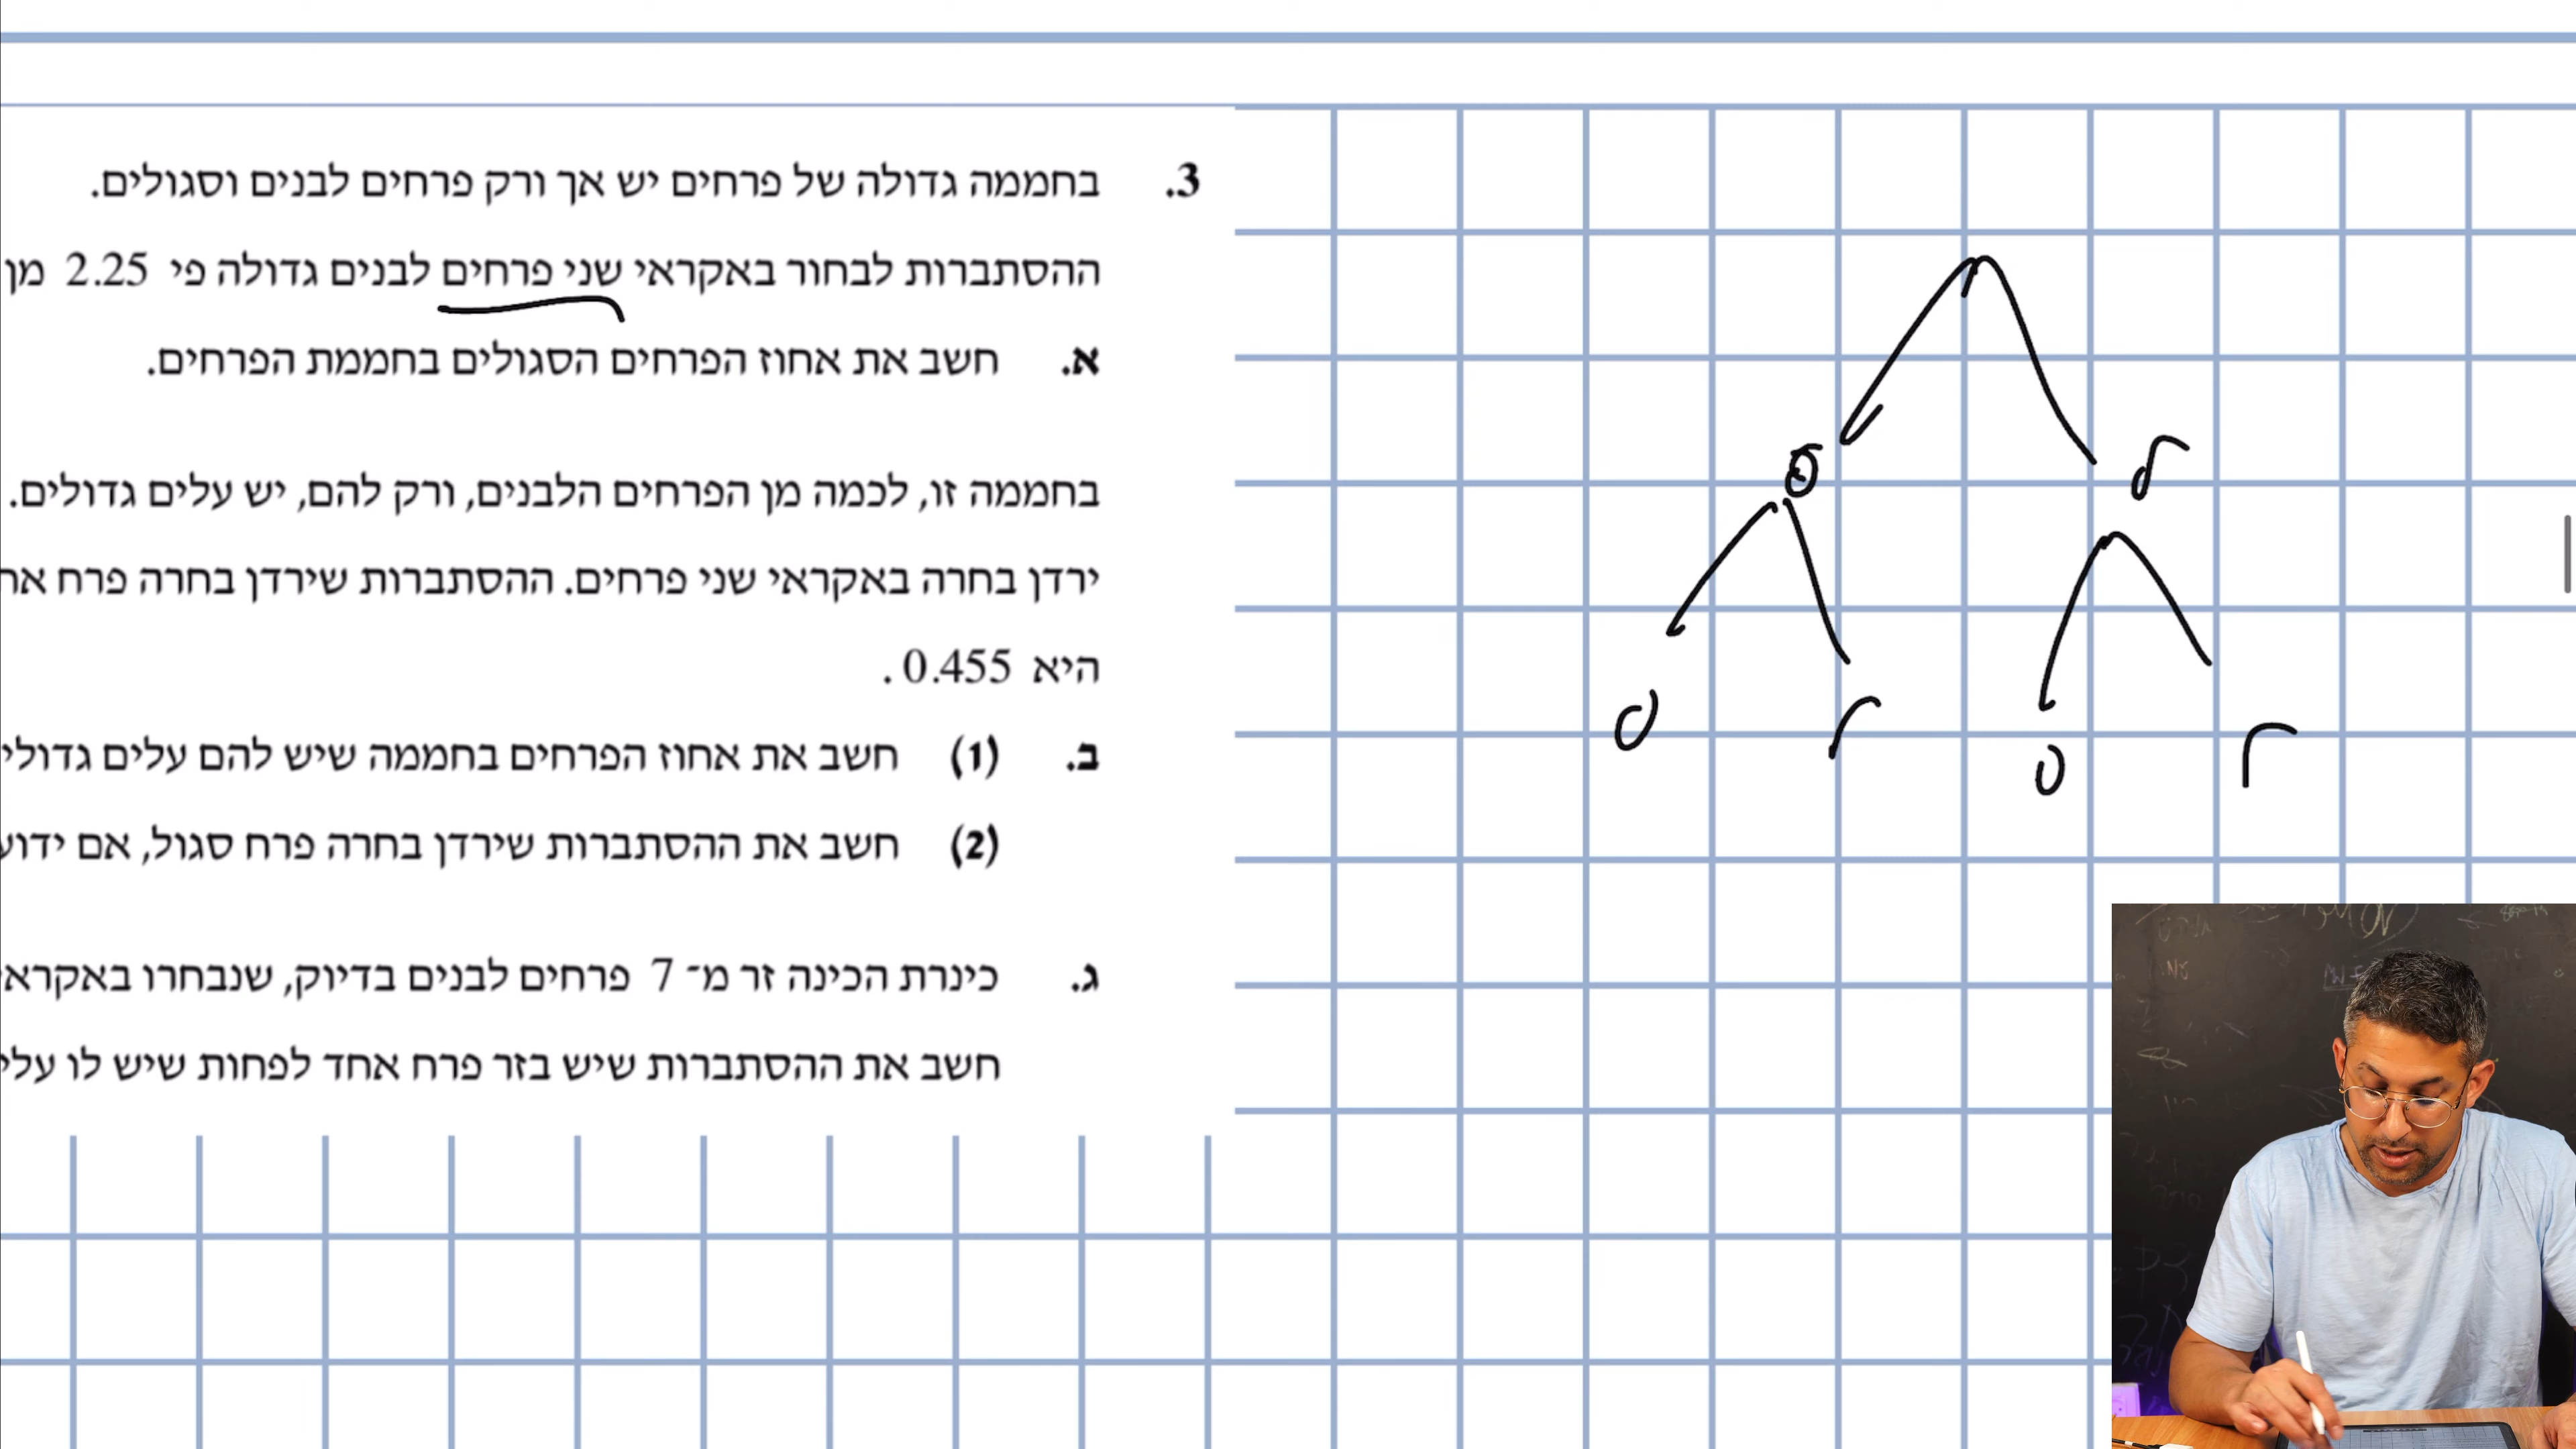 3. בחממה גדולה של פרחים יש אך ורק פרחים לבנים וסגולים.
ההסתברות לבחור באקראי שני פרחים לבנים גדולה פי 2.25 מן
א. חשב את אחוז הפרחים הסגולים בחממת הפרחים.
בחממה זו, לכמה מן הפרחים הלבנים, ורק להם, יש עלים גדולים.
ירדן בחרה באקראי שני פרחים. ההסתברות שירדן בחרה פרח
היא 0.455.
ב. (1) חשב את אחוז הפרחים בחממה שיש להם עלים
(2) חשב את ההסתברות שירדן בחרה פרח סגול, אם
ג. כינרת הכינה זר מ־ 7 פרחים לבנים בדיוק, שנבחרו
חשב את ההסתברות שיש בזר פרח אחד לפחות שיש לו